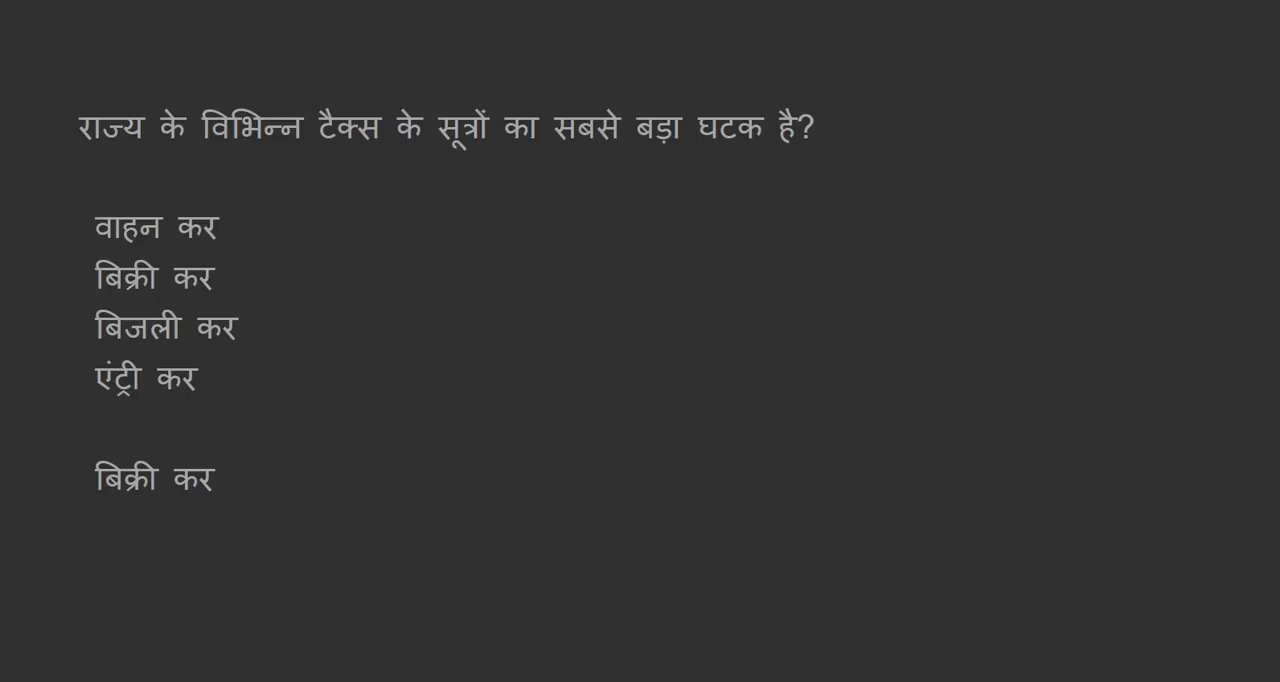 राज्य के विभिन्न टैक्स के सूत्रों का सबसे बड़ा घटक है?
वाहन कर
बिक्री कर
बिजली कर
एंट्री कर
बिक्री कर